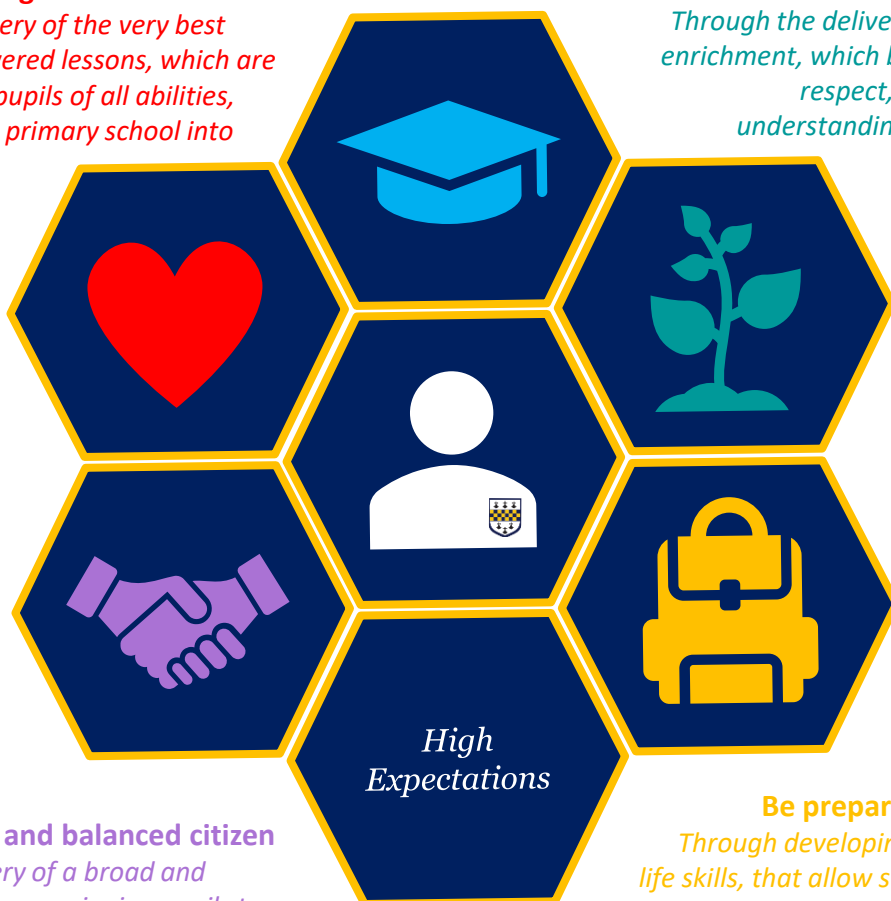 ery of the very best
vered lessons, which are
pupils of all abilities,
primary school into
Through the delive
enrichment, which b
respect,
understandin
High
Expectations
and balanced citizen
ery of a broad and
Be prepar
Through developin
life skills, that allow s